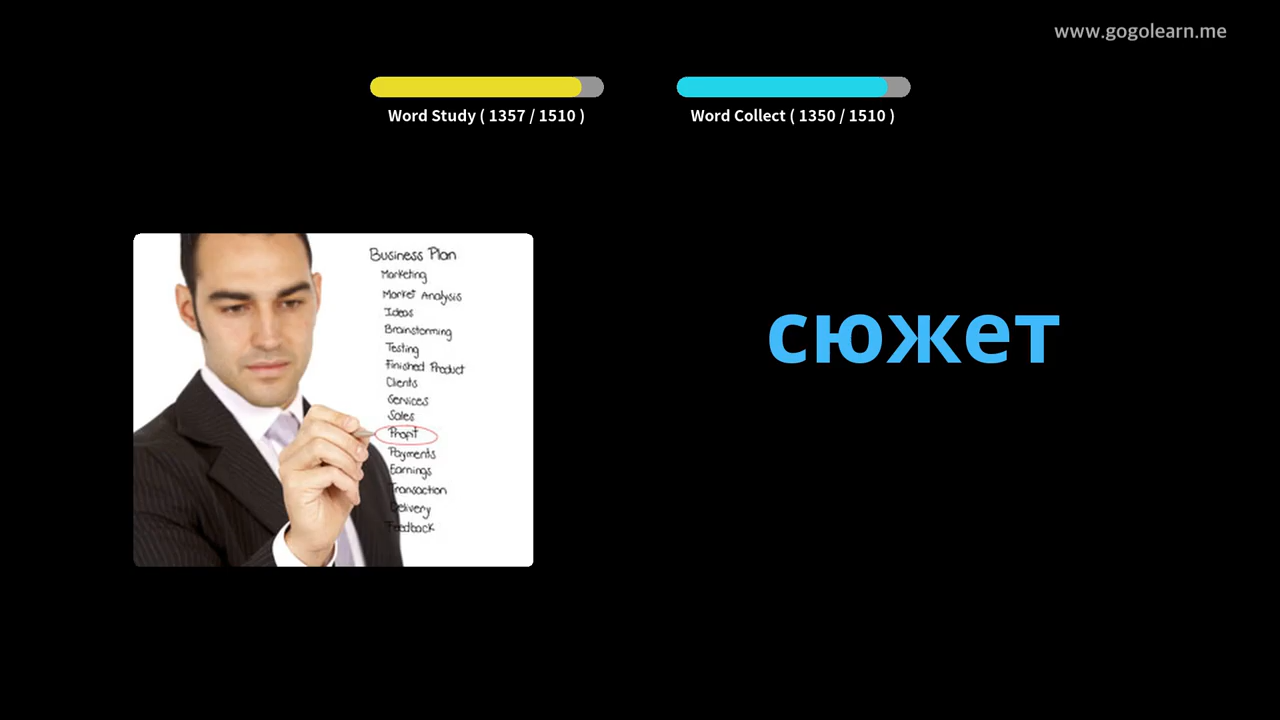 www.gogolearn.me
Word Study ( 1357 / 1510 )
Word Collect ( 1350 / 1510 )
Business Plan
Marketing
Market Analysis
Ideas
Brainstorming
Testing
Finished Product
Clients
Services
Sales
Profit
Payments
Earnings
Transaction
Delivery
Feedback
сюжет